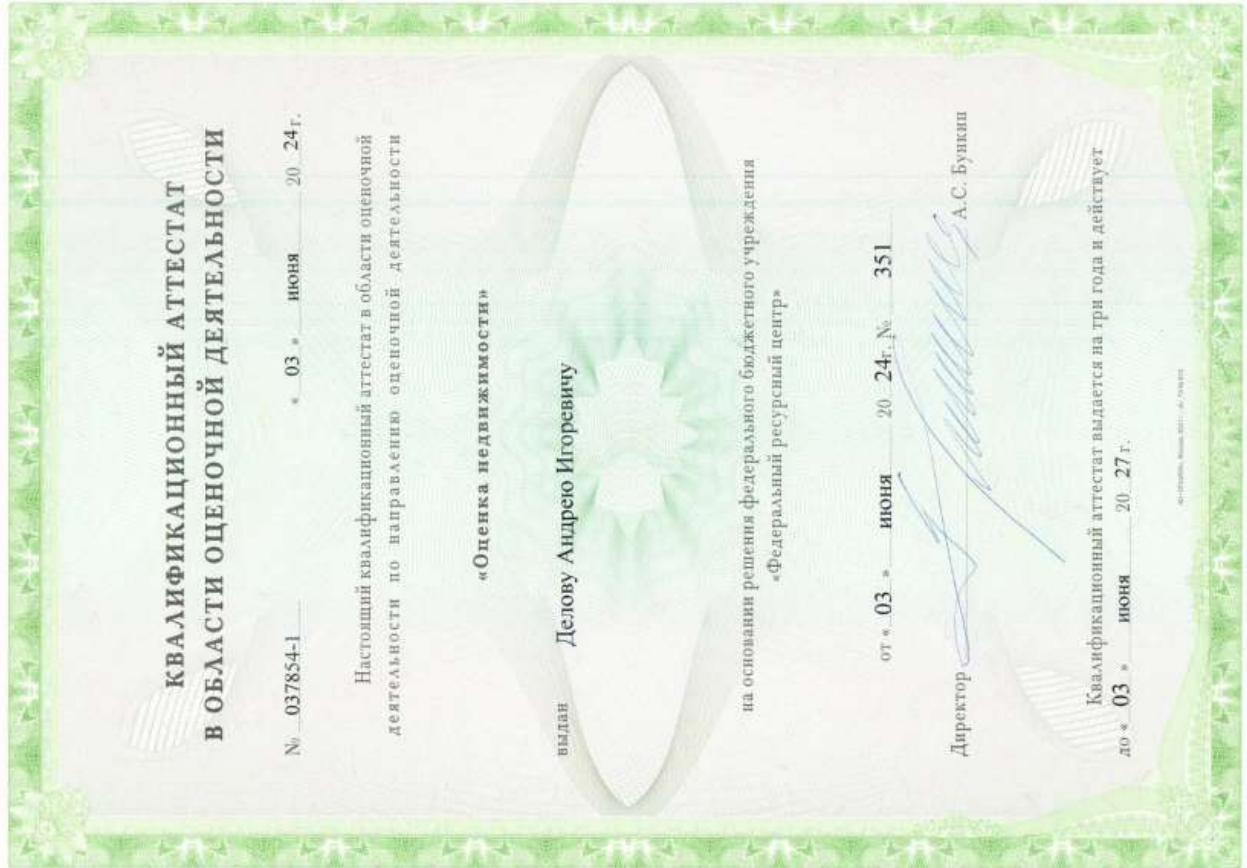 КВАЛИФИКАЦИОННЫЙ АТТЕСТАТ
В ОБЛАСТИ ОЦЕНОЧНОЙ ДЕЯТЕЛЬНОСТИ
№ 037854-1 « 03 » июня 20 24 г.
Настоящий квалификационный аттестат в области оценочной
деятельности по направлению оценочной деятельности
«Оценка недвижимости»
выдан Делову Андрею Игоревичу
на основании решения федерального бюджетного учреждения
«Федеральный ресурсный центр»
от « 03 » июня 20 24г. № 351
Директор А.С. Бункин
Квалификационный аттестат выдается на три года и действует
до « 03 » июня 20 27 г.